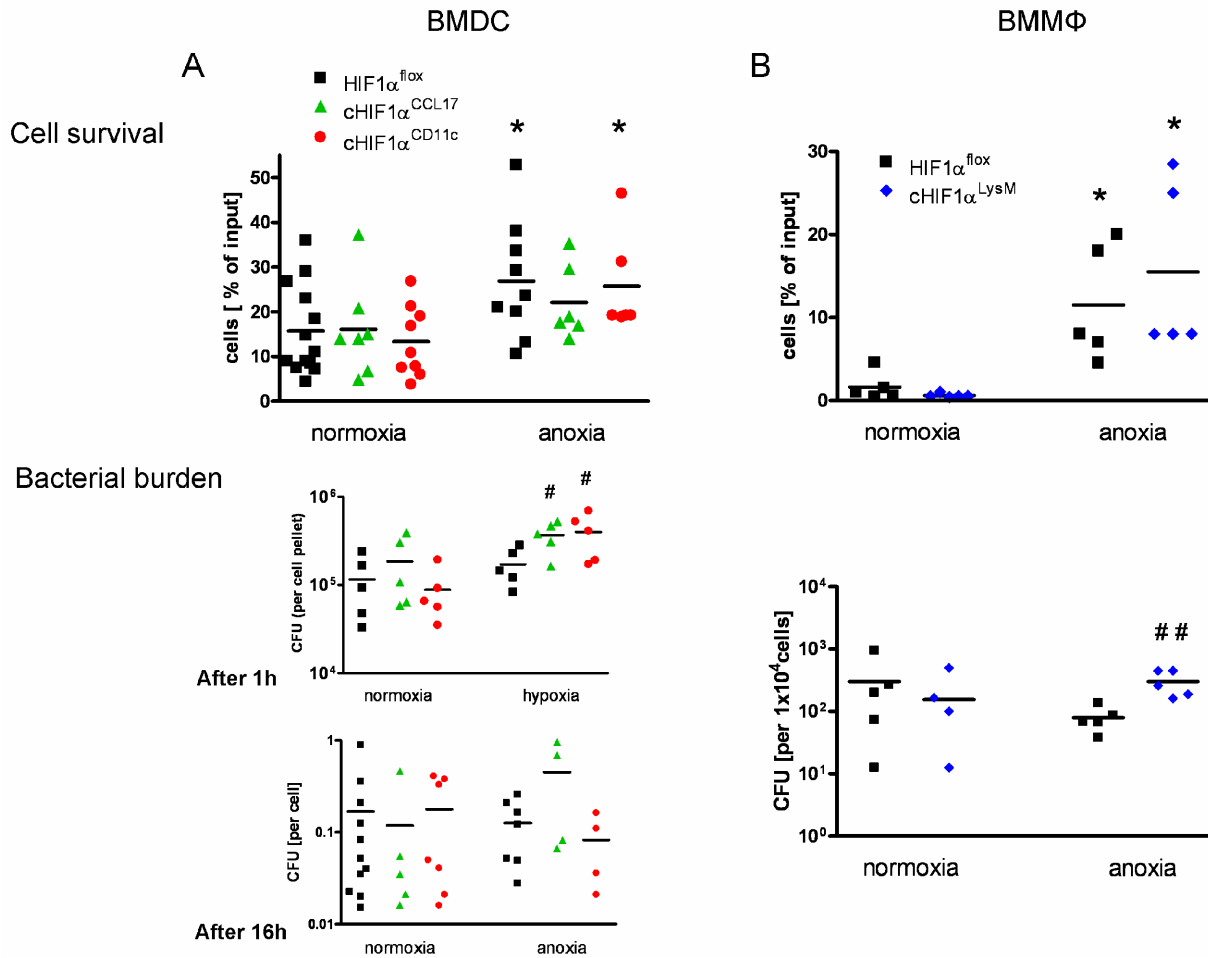 BMDC
BMMΦ
A
B
HIF1α^flox
cHIF1α^CCL17
cHIF1α^CD11c
Cell survival
* *
cells [ % of input]
50
40
30
20
10
0
normoxia anoxia
HIF1α^flox
cHIF1α^LysM
* *
cells [% of input]
30
20
10
0
normoxia anoxia
Bacterial burden
# #
CFU (per cell pellet)
10^6
10^5
10^4
After 1h
normoxia hypoxia
CFU [per cell]
1
0.1
0.01
After 16h
normoxia anoxia
# #
CFU [per 1x10^4cells]
10^4
10^3
10^2
10^1
10^0
normoxia anoxia